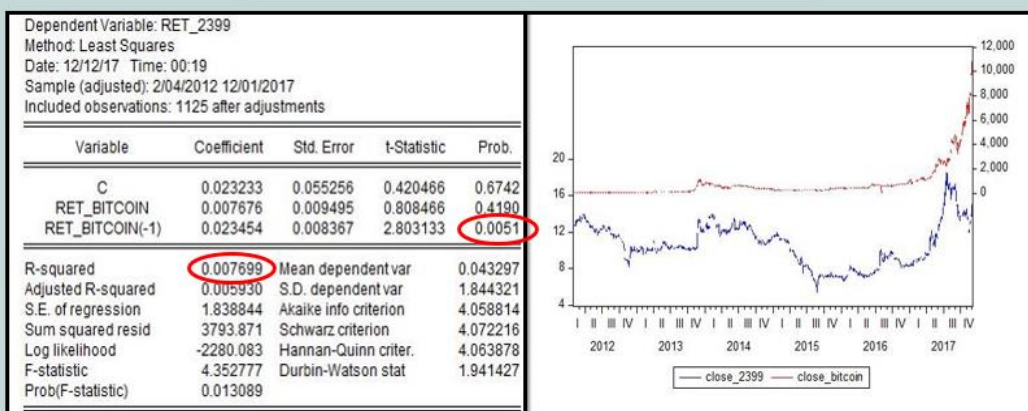 Dependent Variable: RET_2399
Method: Least Squares
Date: 12/12/17 Time: 00:19
Sample (adjusted): 2/04/2012 12/01/2017
Included observations: 1125 after adjustments
Variable Coefficient Std. Error t-Statistic Prob.
C 0.023233 0.055256 0.420466 0.6742
RET_BITCOIN 0.007676 0.009495 0.808466 0.4190
RET_BITCOIN(-1) 0.023454 0.008367 2.803133 0.0051
R-squared 0.007699 Mean dependent var 0.043297
Adjusted R-squared 0.005930 S.D. dependent var 1.844321
S.E. of regression 1.838844 Akaike info criterion 4.058814
Sum squared resid 3793.871 Schwarz criterion 4.072216
Log likelihood -2280.083 Hannan-Quinn criter. 4.063878
F-statistic 4.352777 Durbin-Watson stat 1.941427
Prob(F-statistic) 0.013089
12,000
10,000
8,000
6,000
4,000
2,000
0
20
16
12
8
4
I II III IV I II III IV I II III IV I II III IV I II III IV I II III IV
2012 2013 2014 2015 2016 2017
close_2399 close_bitcoin